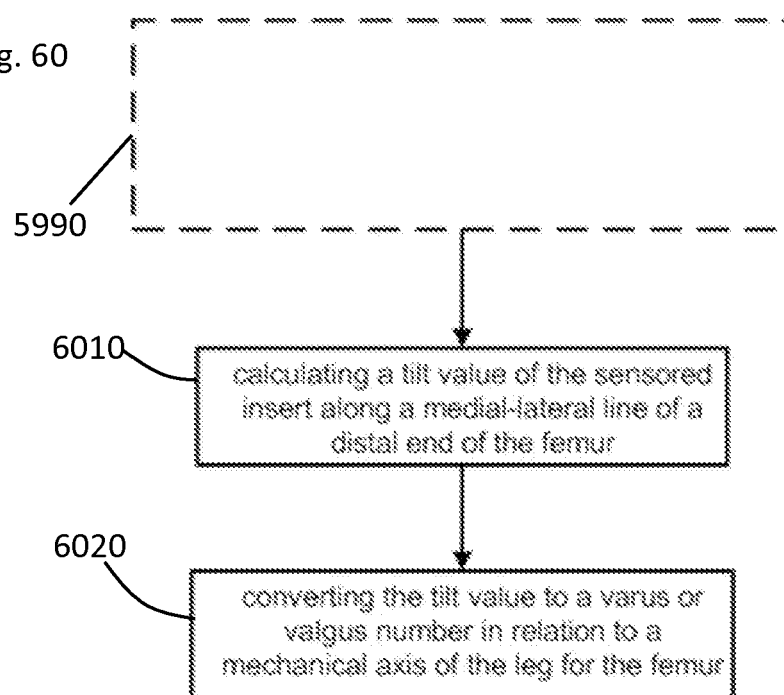 g. 60
5990
6010
calculating a tilt value of the sensored
insert along a medial-lateral line of a
distal end of the femur
6020
converting the tilt value to a varus or
valgus number in relation to a
mechanical axis of the leg for the femur